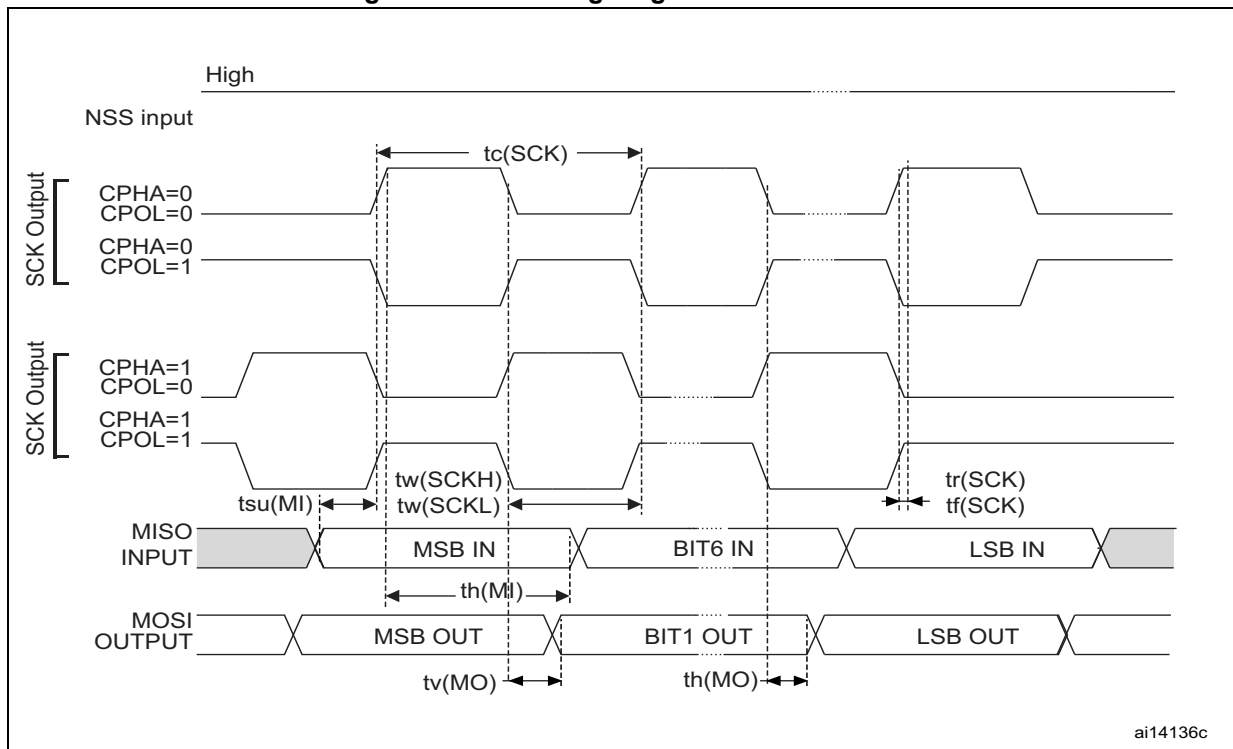 High
NSS input
tc(SCK)
SCK Output
CPHA=0
CPOL=0
CPHA=0
CPOL=1
SCK Output
CPHA=1
CPOL=0
CPHA=1
CPOL=1
tw(SCKH)
tw(SCKL)
tr(SCK)
tf(SCK)
tsu(MI)
MISO
INPUT
MSB IN
BIT6 IN
LSB IN
th(MI)
MOSI
OUTPUT
MSB OUT
BIT1 OUT
LSB OUT
tv(MO)
th(MO)
ai14136c